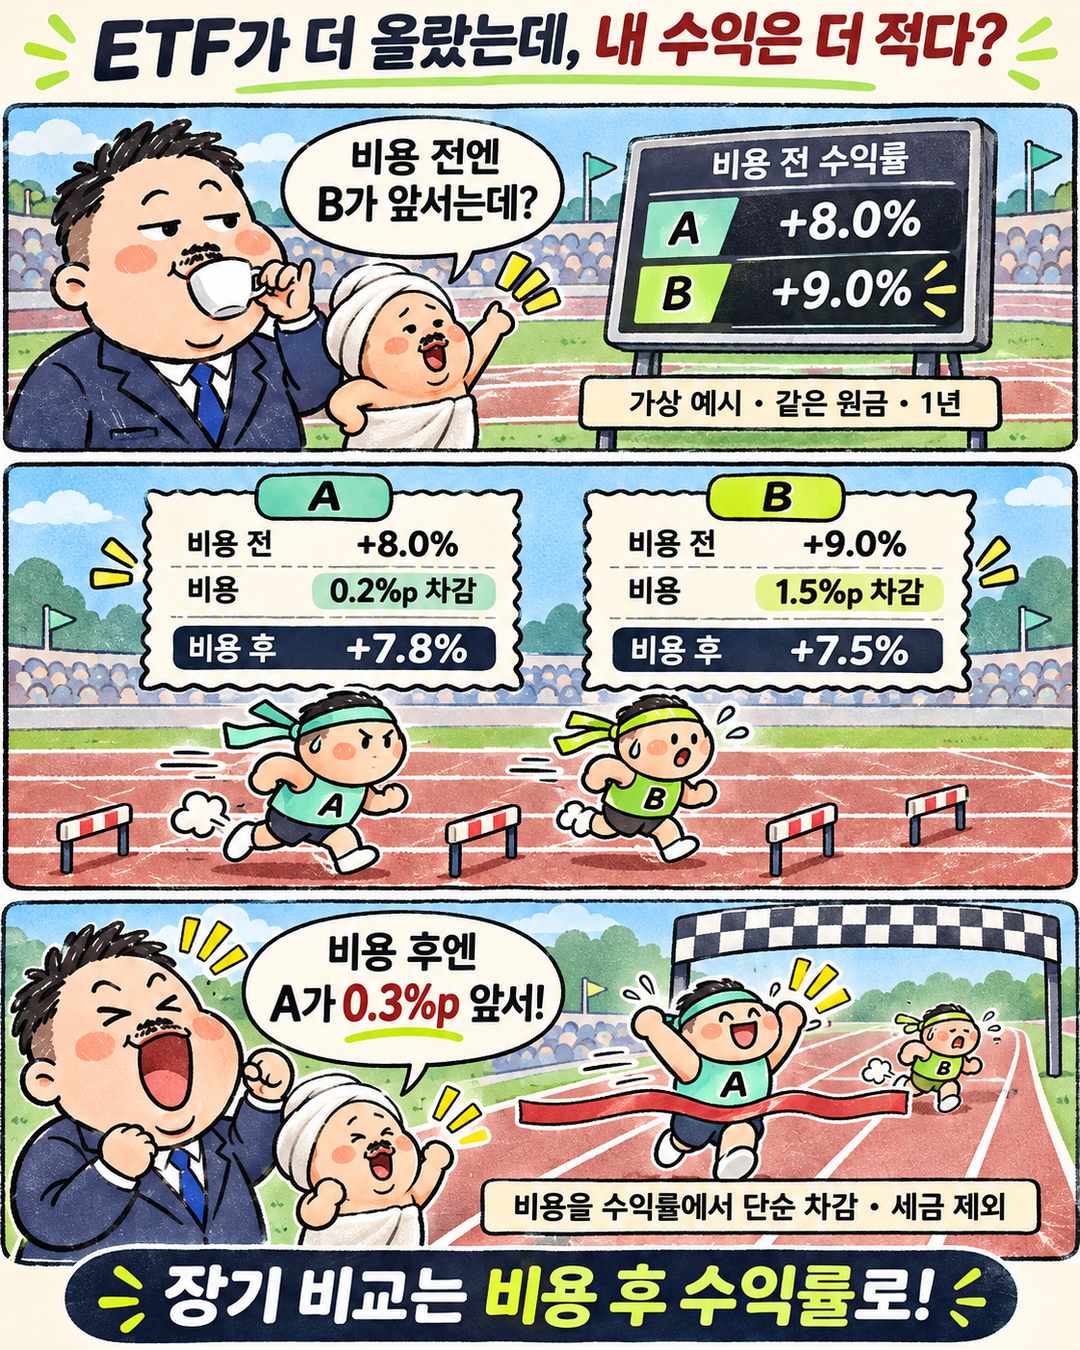 ETF가 더 올랐는데, 내 수익은 더 적다?
비용 전엔
B가 앞서는데?
비용 전 수익률
A +8.0%
B +9.0%
가상 예시 • 같은 원금 • 1년
A
비용 전 +8.0%
비용 0.2%p 차감
비용 후 +7.8%
B
비용 전 +9.0%
비용 1.5%p 차감
비용 후 +7.5%
A
B
비용 후엔
A가 0.3%p 앞서!
A
B
비용을 수익률에서 단순 차감 • 세금 제외
장기 비교는 비용 후 수익률로!